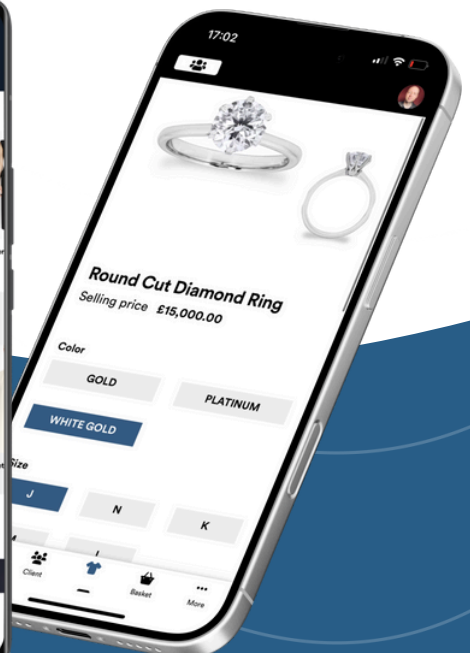 17:02
Round Cut Diamond Ring
Selling price £15,000.00
Color
GOLD PLATINUM
WHITE GOLD
Size
J N K
Client Basket More